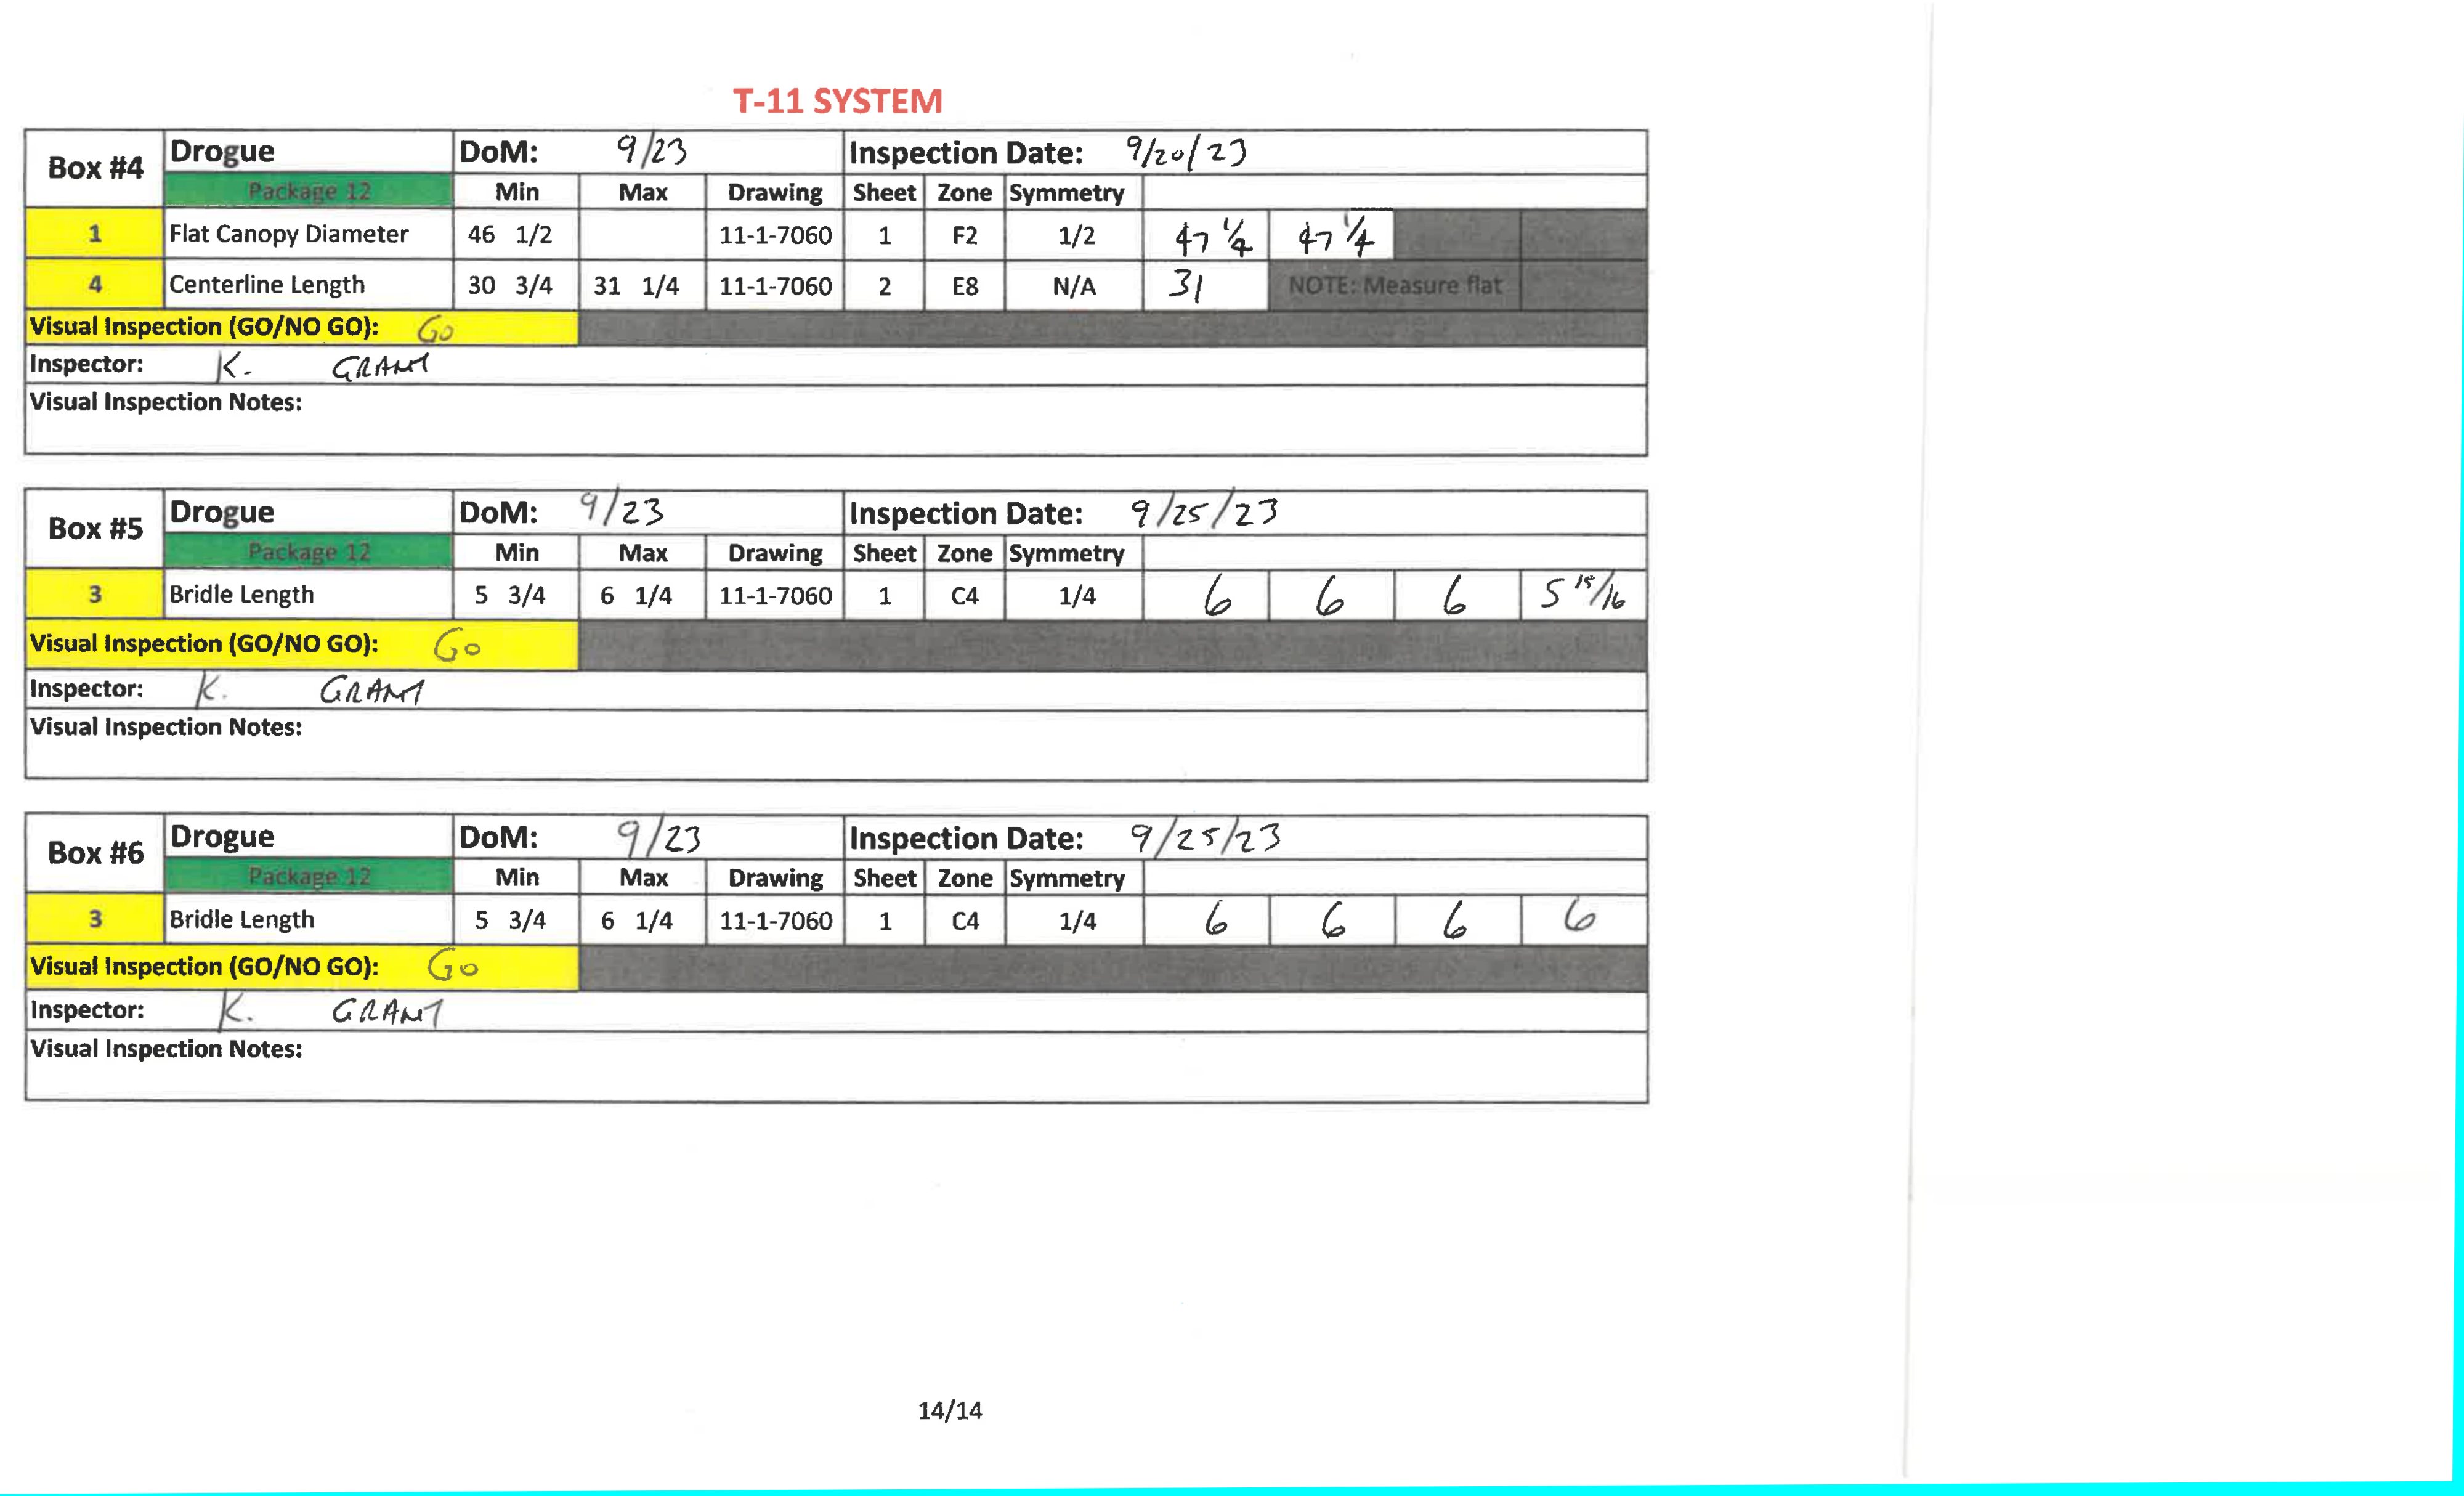 T-11 SYSTEM
Box #4 Drogue DoM: 9/23 Inspection Date: 9/20/23
Package 12 Min Max Drawing Sheet Zone Symmetry
1 Flat Canopy Diameter 46 1/2 11-1-7060 1 F2 1/2 47 1/4 47 1/4
4 Centerline Length 30 3/4 31 1/4 11-1-7060 2 E8 N/A 31 NOTE: Measure flat
Visual Inspection (GO/NO GO): GO
Inspector: K. GRANT
Visual Inspection Notes:
Box #5 Drogue DoM: 9/23 Inspection Date: 9/25/23
Package 12 Min Max Drawing Sheet Zone Symmetry
3 Bridle Length 5 3/4 6 1/4 11-1-7060 1 C4 1/4 6 6 6 5 15/16
Visual Inspection (GO/NO GO): GO
Inspector: K. GRANT
Visual Inspection Notes:
Box #6 Drogue DoM: 9/23 Inspection Date: 9/25/23
Package 12 Min Max Drawing Sheet Zone Symmetry
3 Bridle Length 5 3/4 6 1/4 11-1-7060 1 C4 1/4 6 6 6 6
Visual Inspection (GO/NO GO): GO
Inspector: K. GRANT
Visual Inspection Notes:
14/14